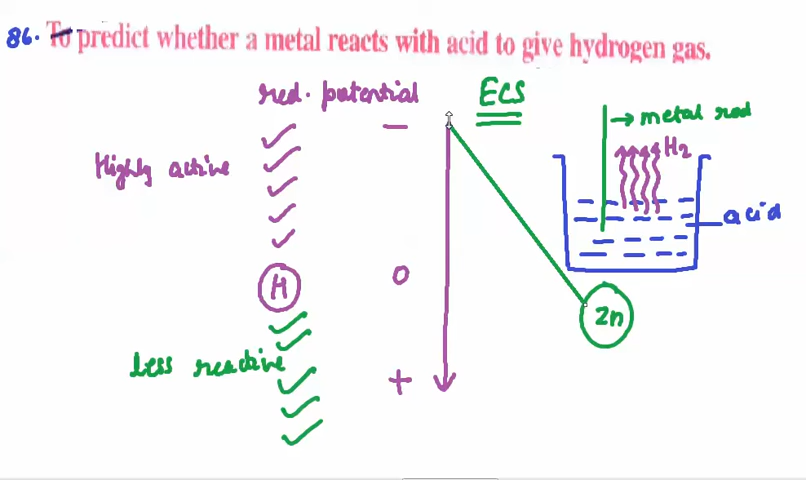 86. To predict whether a metal reacts with acid to give hydrogen gas.
red. potential
ECS
−
→ metal rod
H2
Highly active
acid
H
0
Zn
less reactive
+